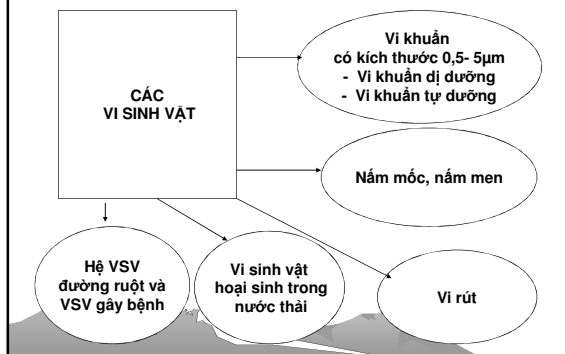 CÁC
VI SINH VẬT
Vi khuẩn
có kích thước 0,5- 5µm
- Vi khuẩn dị dưỡng
- Vi khuẩn tự dưỡng
Nấm mốc, nấm men
Hệ VSV
đường ruột và
VSV gây bệnh
Vi sinh vật
hoại sinh trong
nước thải
Vi rút